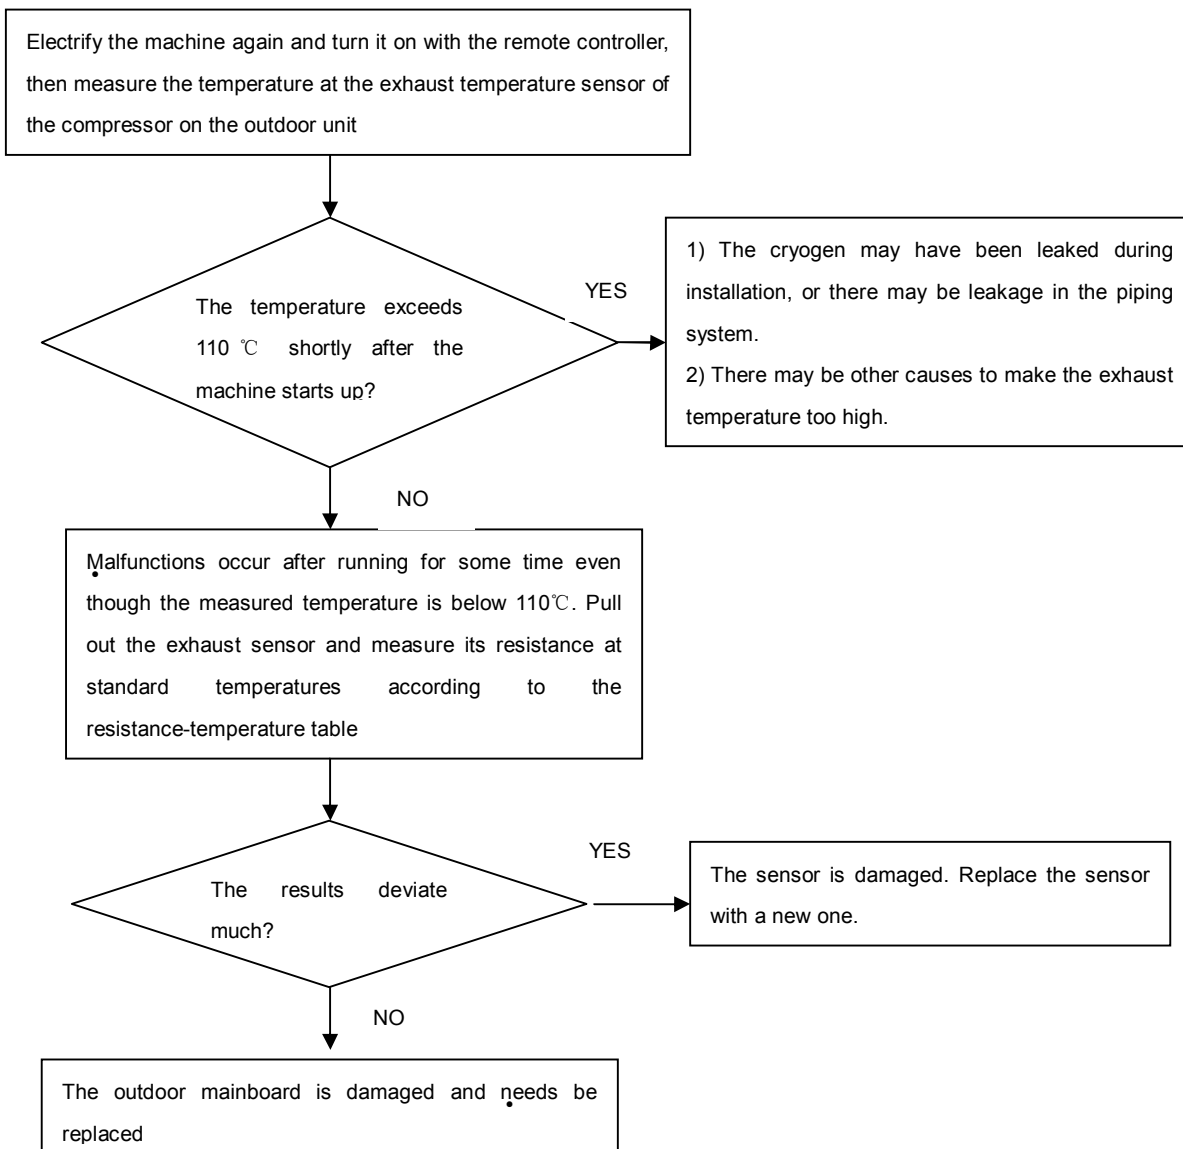 Electrify the machine again and turn it on with the remote controller,
then measure the temperature at the exhaust temperature sensor of
the compressor on the outdoor unit
The temperature exceeds
110 ℃ shortly after the
machine starts up?
YES
1) The cryogen may have been leaked during
installation, or there may be leakage in the piping
system.
2) There may be other causes to make the exhaust
temperature too high.
NO
Malfunctions occur after running for some time even
though the measured temperature is below 110℃. Pull
out the exhaust sensor and measure its resistance at
standard temperatures according to the
resistance-temperature table
The results deviate
much?
YES
The sensor is damaged. Replace the sensor
with a new one.
NO
The outdoor mainboard is damaged and needs be
replaced